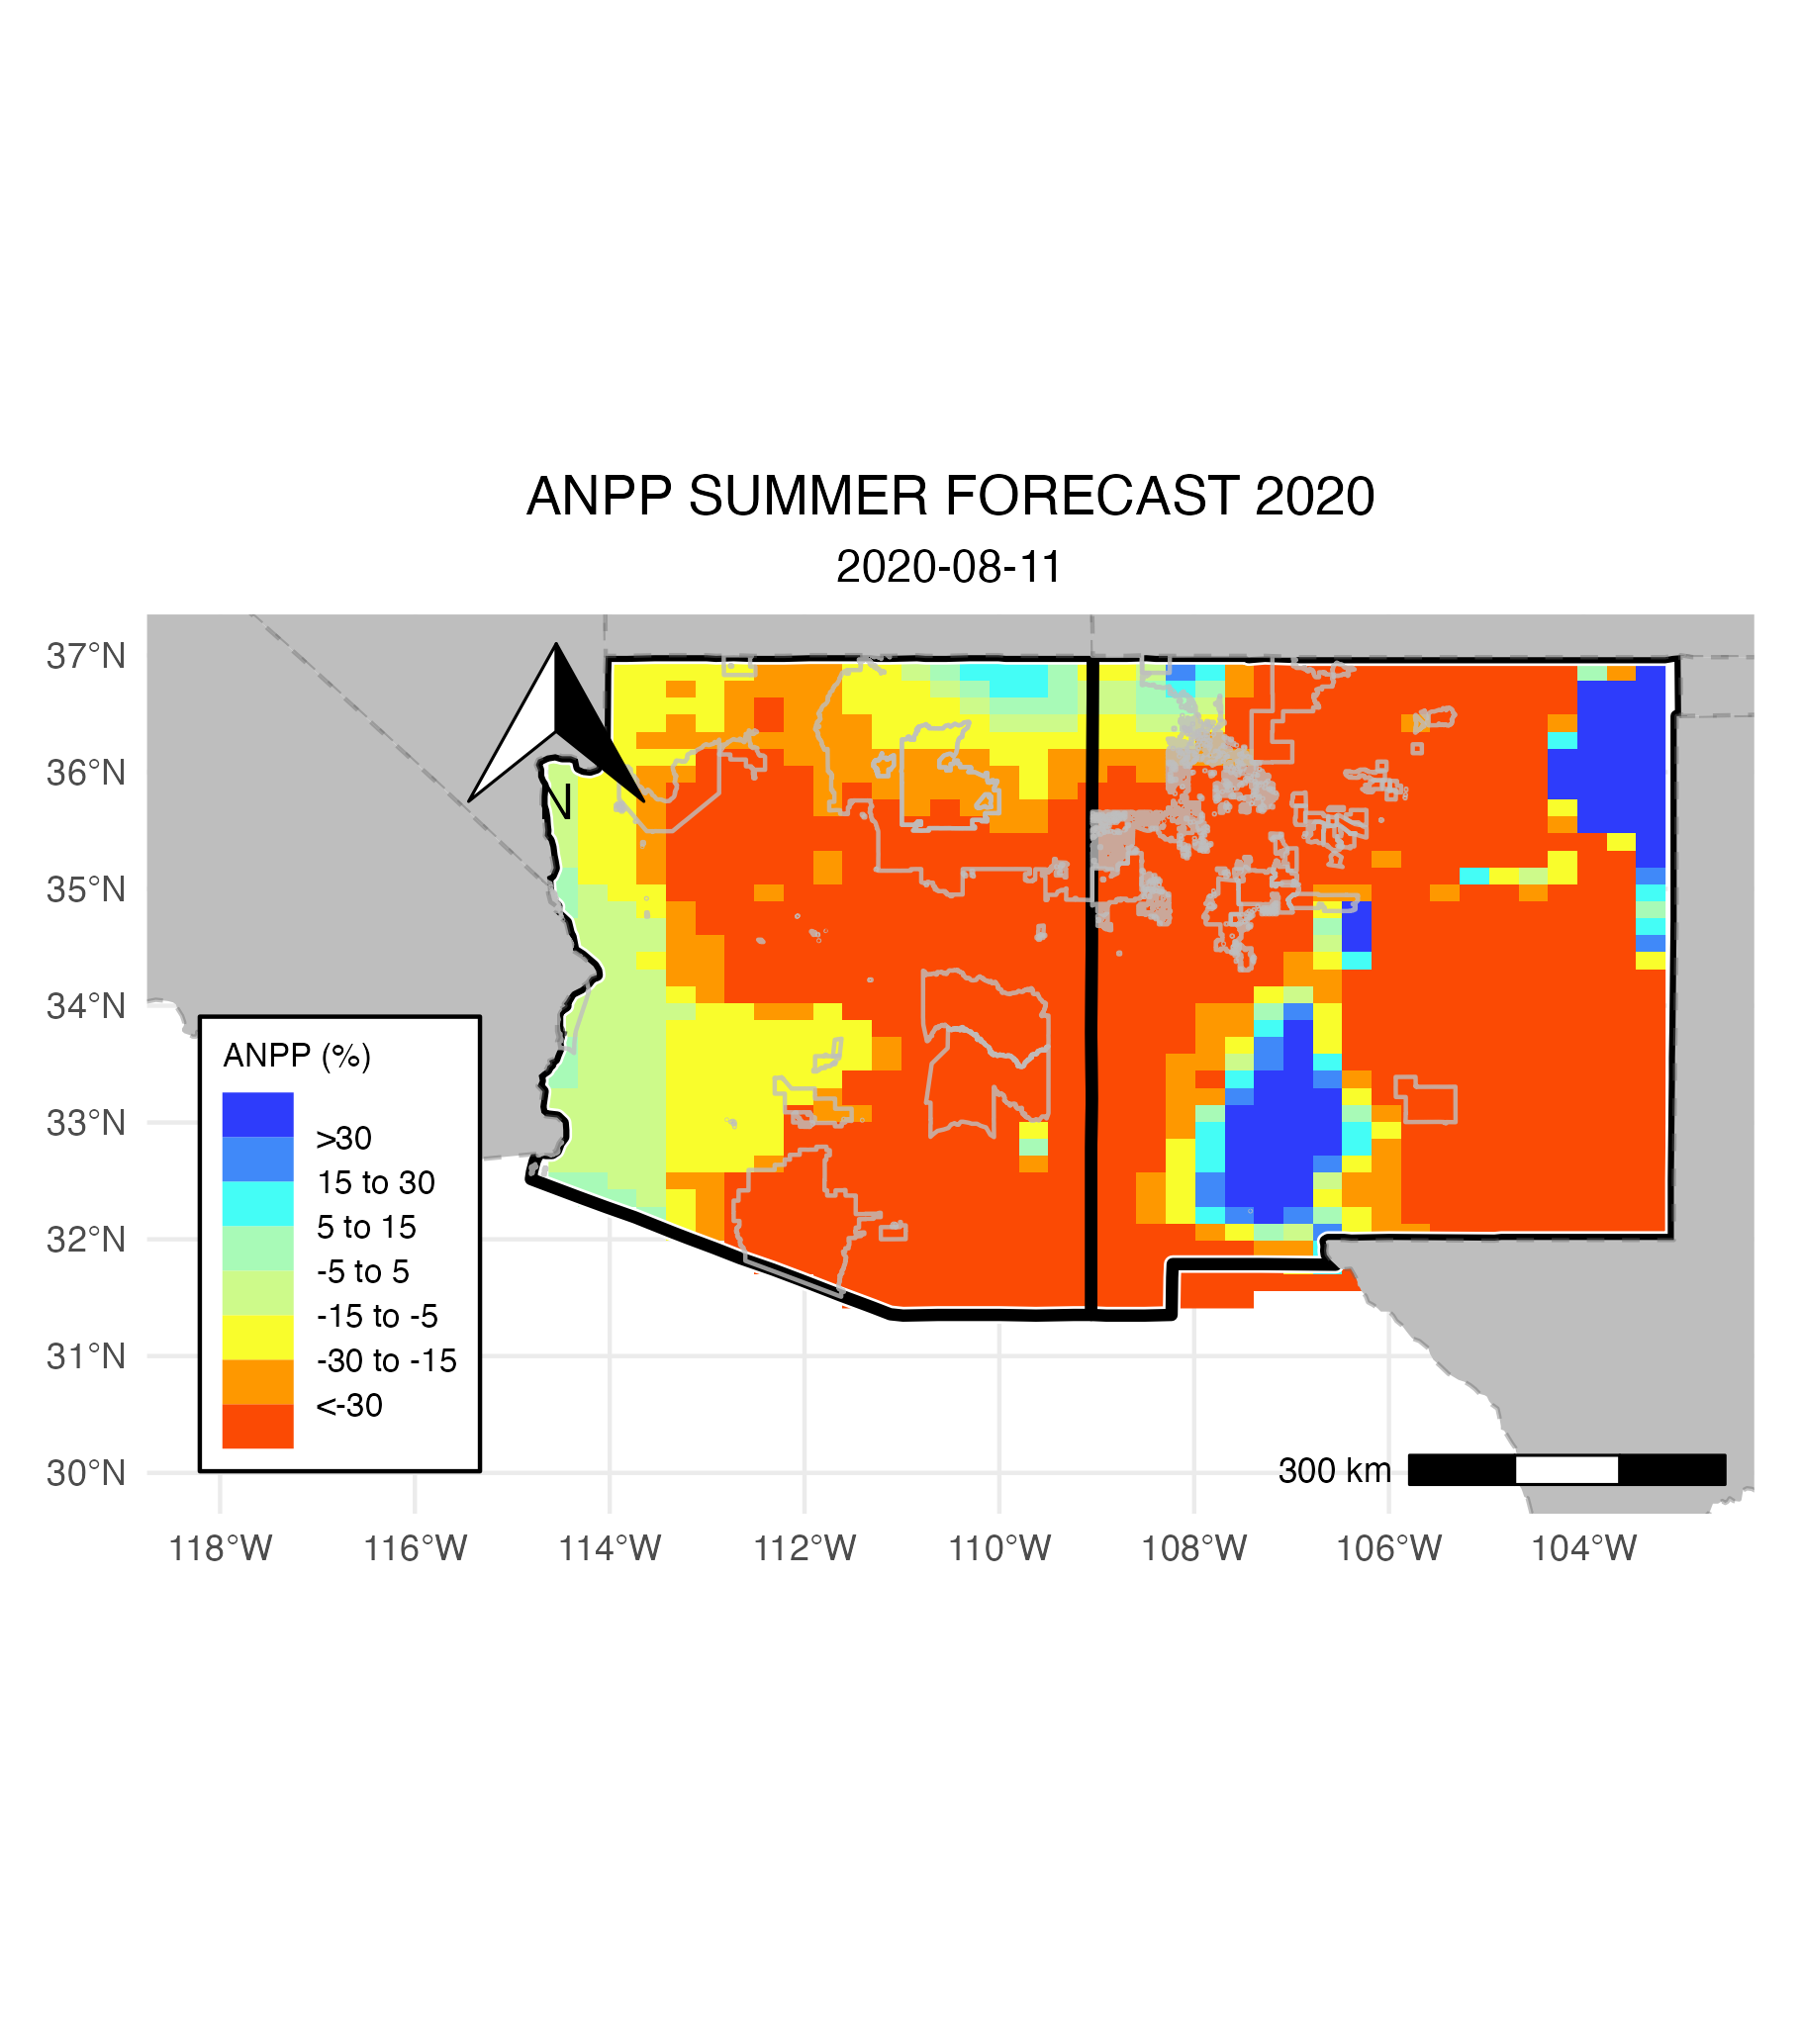 ANPP SUMMER FORECAST 2020
2020-08-11
37°N
36°N
35°N
34°N
33°N
32°N
31°N
30°N
N
ANPP (%)
>30
15 to 30
5 to 15
-5 to 5
-15 to -5
-30 to -15
<-30
300 km
118°W 116°W 114°W 112°W 110°W 108°W 106°W 104°W